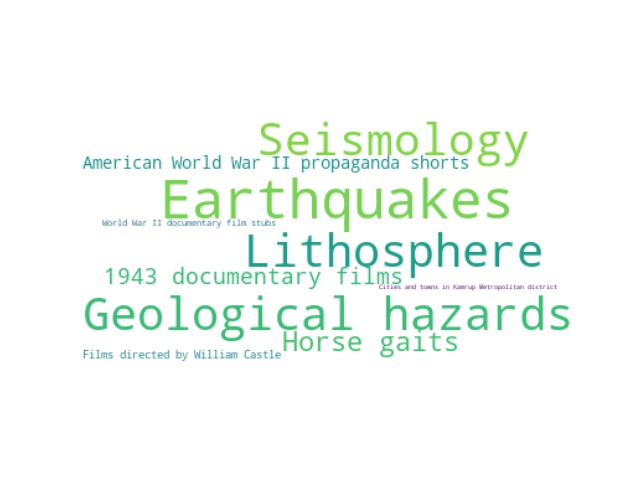 Seismology
American World War II propaganda shorts
Earthquakes
World War II documentary film stubs
Lithosphere
1943 documentary films
Cities and towns in Kamrup Metropolitan district
Geological hazards
Horse gaits
Films directed by William Castle